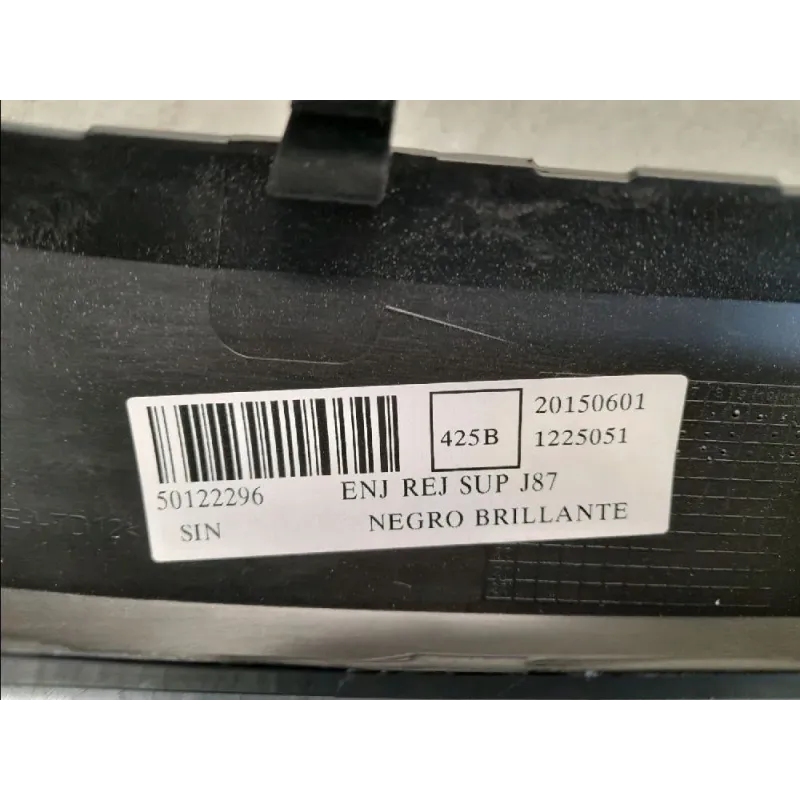 20150601
425B 1225051
50122296 ENJ REJ SUP J87
SIN NEGRO BRILLANTE